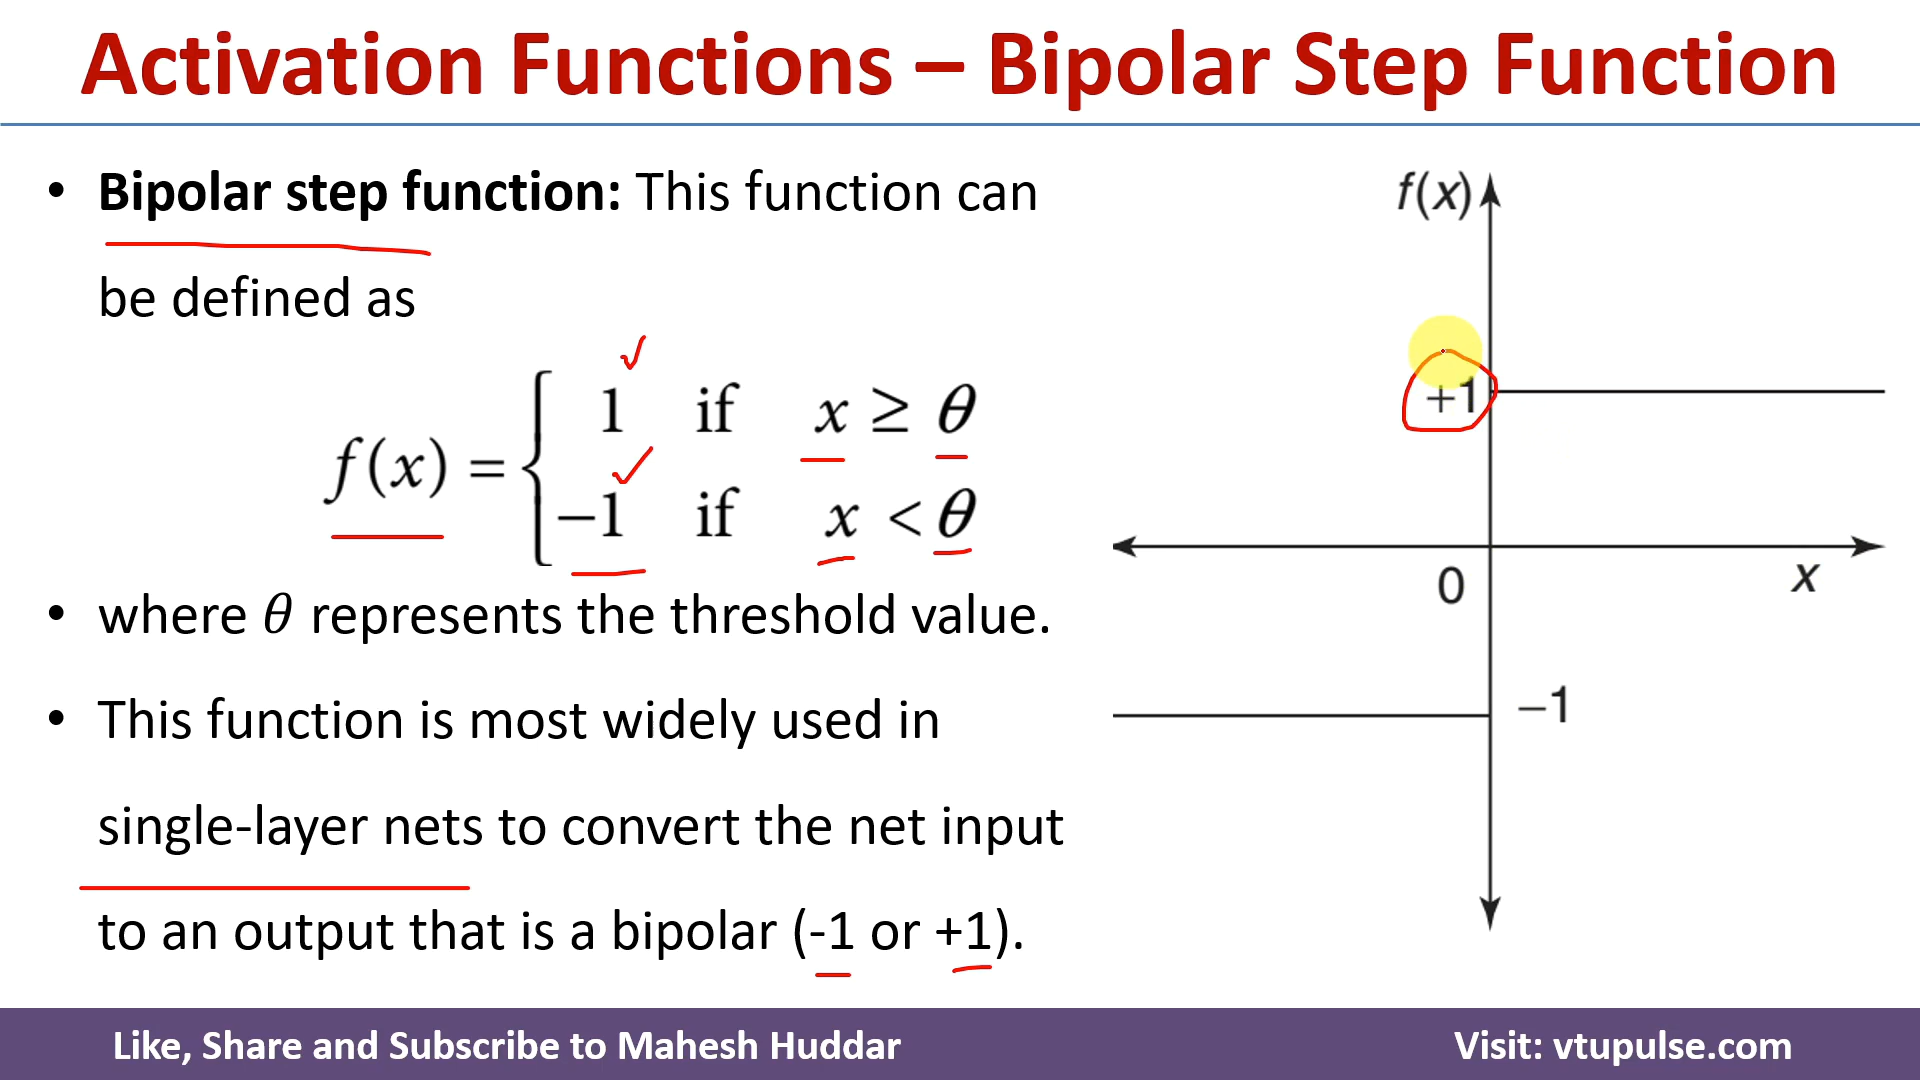 Activation Functions – Bipolar Step Function
• Bipolar step function: This function can
be defined as
f(x) = { 1 if x ≥ θ
−1 if x < θ
• where θ represents the threshold value.
• This function is most widely used in
single-layer nets to convert the net input
to an output that is a bipolar (-1 or +1).
f(x)
+1
0
x
−1
Like, Share and Subscribe to Mahesh Huddar
Visit: vtupulse.com